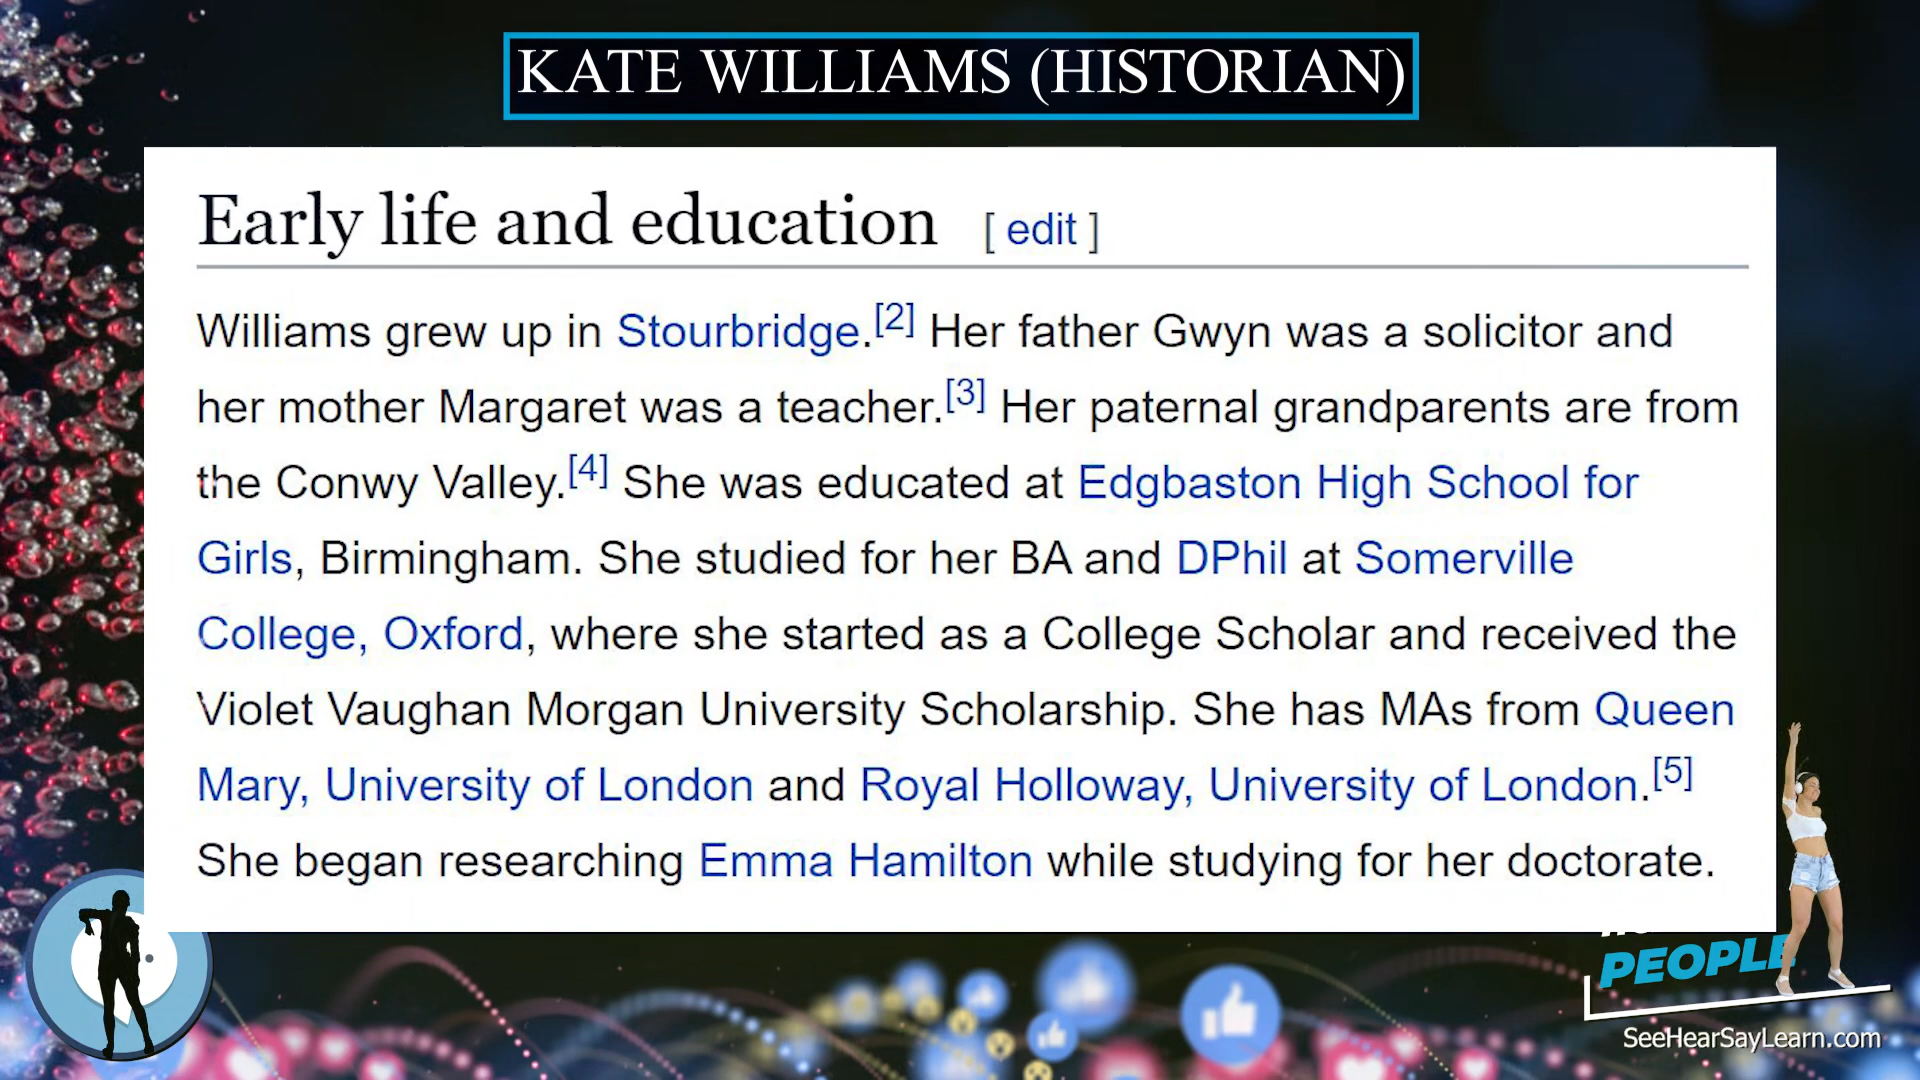 KATE WILLIAMS (HISTORIAN)
Early life and education [ edit ]
Williams grew up in Stourbridge.[2] Her father Gwyn was a solicitor and
her mother Margaret was a teacher.[3] Her paternal grandparents are from
the Conwy Valley.[4] She was educated at Edgbaston High School for
Girls, Birmingham. She studied for her BA and DPhil at Somerville
College, Oxford, where she started as a College Scholar and received the
Violet Vaughan Morgan University Scholarship. She has MAs from Queen
Mary, University of London and Royal Holloway, University of London.[5]
She began researching Emma Hamilton while studying for her doctorate.
PEOPLE
SeeHearSayLearn.com